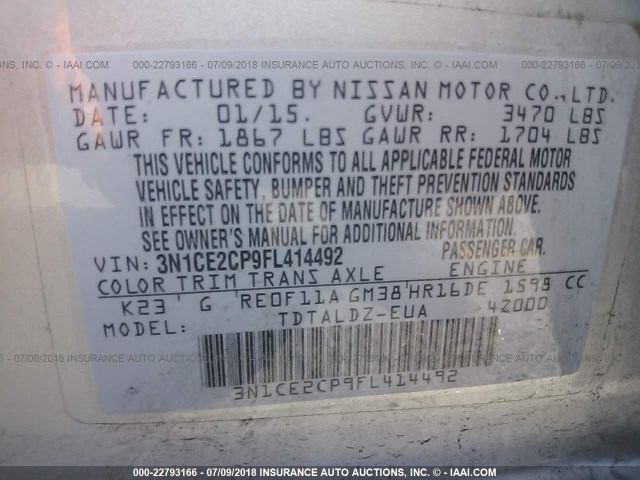 000-22793166 - 07/09/2018 INSURANCE AUTO AUCTIONS - © - IAAI.COM
MANUFACTURED BY NISSAN MOTOR CO.,LTD.
DATE: 01/15. GVWR: 3470 LBS
GAWR FR: 1867 LBS GAWR RR: 1704 LBS
THIS VEHICLE CONFORMS TO ALL APPLICABLE FEDERAL MOTOR
VEHICLE SAFETY, BUMPER AND THEFT PREVENTION STANDARDS
IN EFFECT ON THE DATE OF MANUFACTURE SHOWN ABOVE.
SEE OWNER'S MANUAL FOR ADDITIONAL INFORMATION.
VIN: 3N1CE2CP9FL414492 PASSENGER CAR.
COLOR TRIM TRANS AXLE ENGINE
K23 G RE0F11A GM38 HR16DE 1598 CC
MODEL: TDTALDZ-EUA 42000
3N1CE2CP9FL414492
000-22793166 - 07/09/2018 INSURANCE AUTO AUCTIONS - © - IAAI.COM